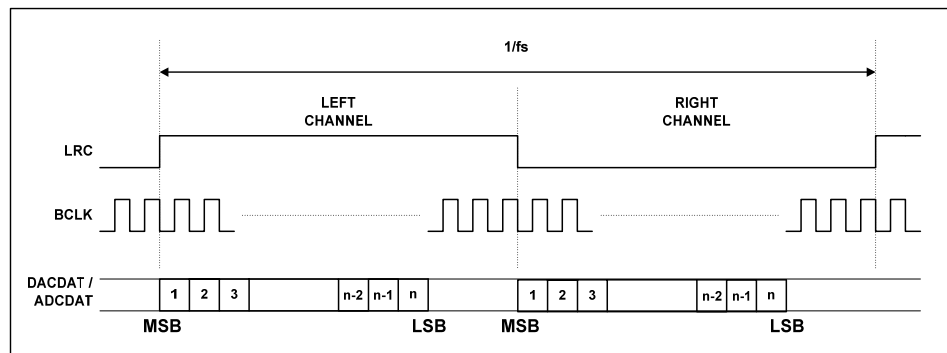 1/fs
LEFT
CHANNEL
RIGHT
CHANNEL
LRC
BCLK
DACDAT /
ADCDAT
1 2 3 n-2 n-1 n 1 2 3 n-2 n-1 n
MSB LSB MSB LSB